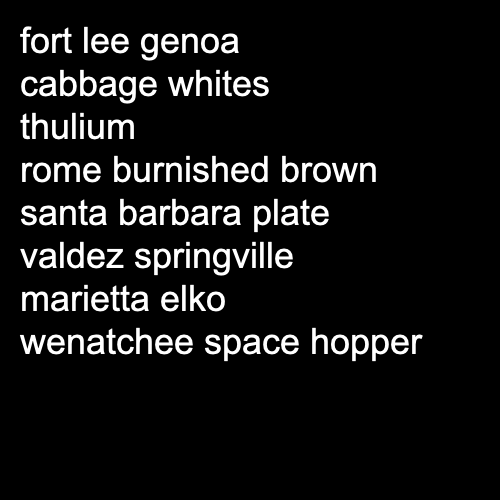 fort lee genoa
cabbage whites
thulium
rome burnished brown
santa barbara plate
valdez springville
marietta elko
wenatchee space hopper